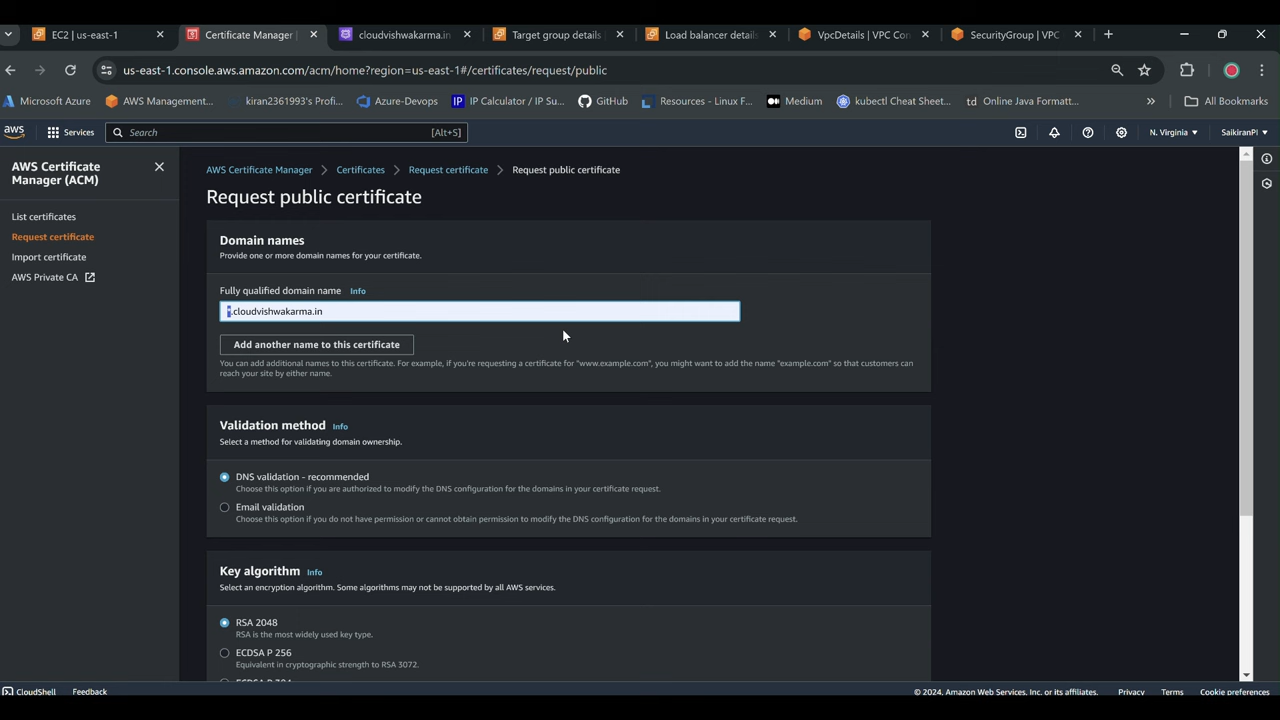 EC2 | us-east-1
Certificate Manager |
cloudvishwakarma.in
Target group details
Load balancer details
VpcDetails | VPC Con
SecurityGroup | VPC
us-east-1.console.aws.amazon.com/acm/home?region=us-east-1#/certificates/request/public
Microsoft Azure
AWS Management...
kiran2361993's Profi...
Azure-Devops
IP
IP Calculator / IP Su...
GitHub
Resources - Linux F...
Medium
kubectl Cheat Sheet...
td
Online Java Formatt...
All Bookmarks
aws
Services
Search
[Alt+S]
N. Virginia
SaikiranPI
AWS Certificate
Manager (ACM)
List certificates
Request certificate
Import certificate
AWS Private CA
AWS Certificate Manager
Certificates
Request certificate
Request public certificate
Request public certificate
Domain names
Provide one or more domain names for your certificate.
Fully qualified domain name
Info
*.cloudvishwakarma.in
Add another name to this certificate
You can add additional names to this certificate. For example, if you're requesting a certificate for "www.example.com", you might want to add the name "example.com" so that customers can
reach your site by either name.
Validation method
Info
Select a method for validating domain ownership.
DNS validation - recommended
Choose this option if you are authorized to modify the DNS configuration for the domains in your certificate request.
Email validation
Choose this option if you do not have permission or cannot obtain permission to modify the DNS configuration for the domains in your certificate request.
Key algorithm
Info
Select an encryption algorithm. Some algorithms may not be supported by all AWS services.
RSA 2048
RSA is the most widely used key type.
ECDSA P 256
Equivalent in cryptographic strength to RSA 3072.
CloudShell
Feedback
© 2024, Amazon Web Services, Inc. or its affiliates.
Privacy
Terms
Cookie preferences